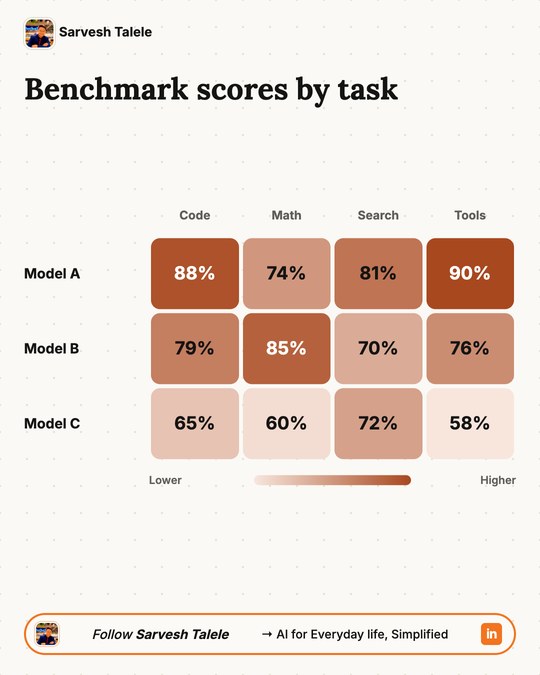 Sarvesh Talele
Benchmark scores by task
Code Math Search Tools
Model A 88% 74% 81% 90%
Model B 79% 85% 70% 76%
Model C 65% 60% 72% 58%
Lower Higher
Follow Sarvesh Talele → AI for Everyday life, Simplified in